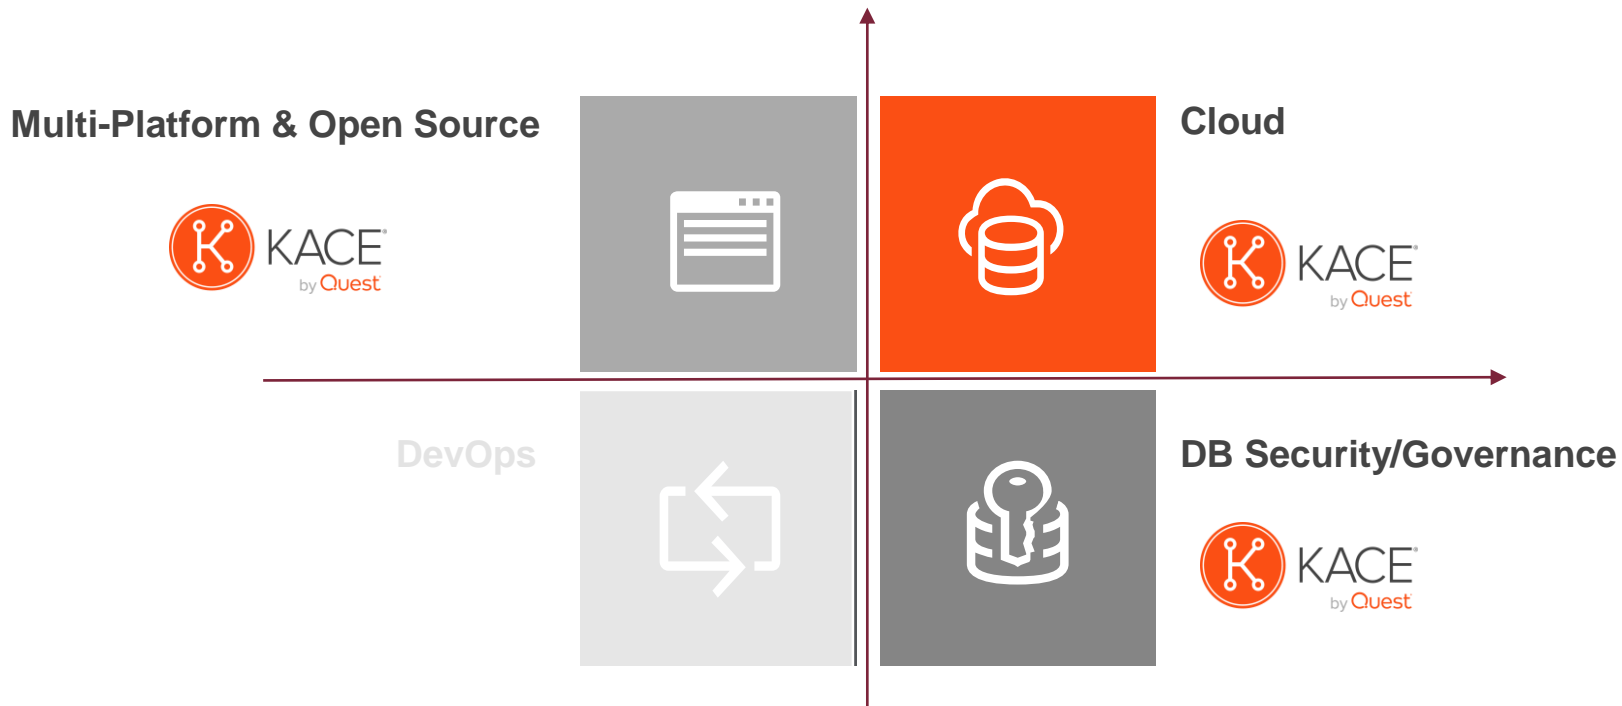 Multi-Platform & Open Source
KACE®
by Quest
Cloud
KACE®
by Quest
DevOps
DB Security/Governance
KACE®
by Quest